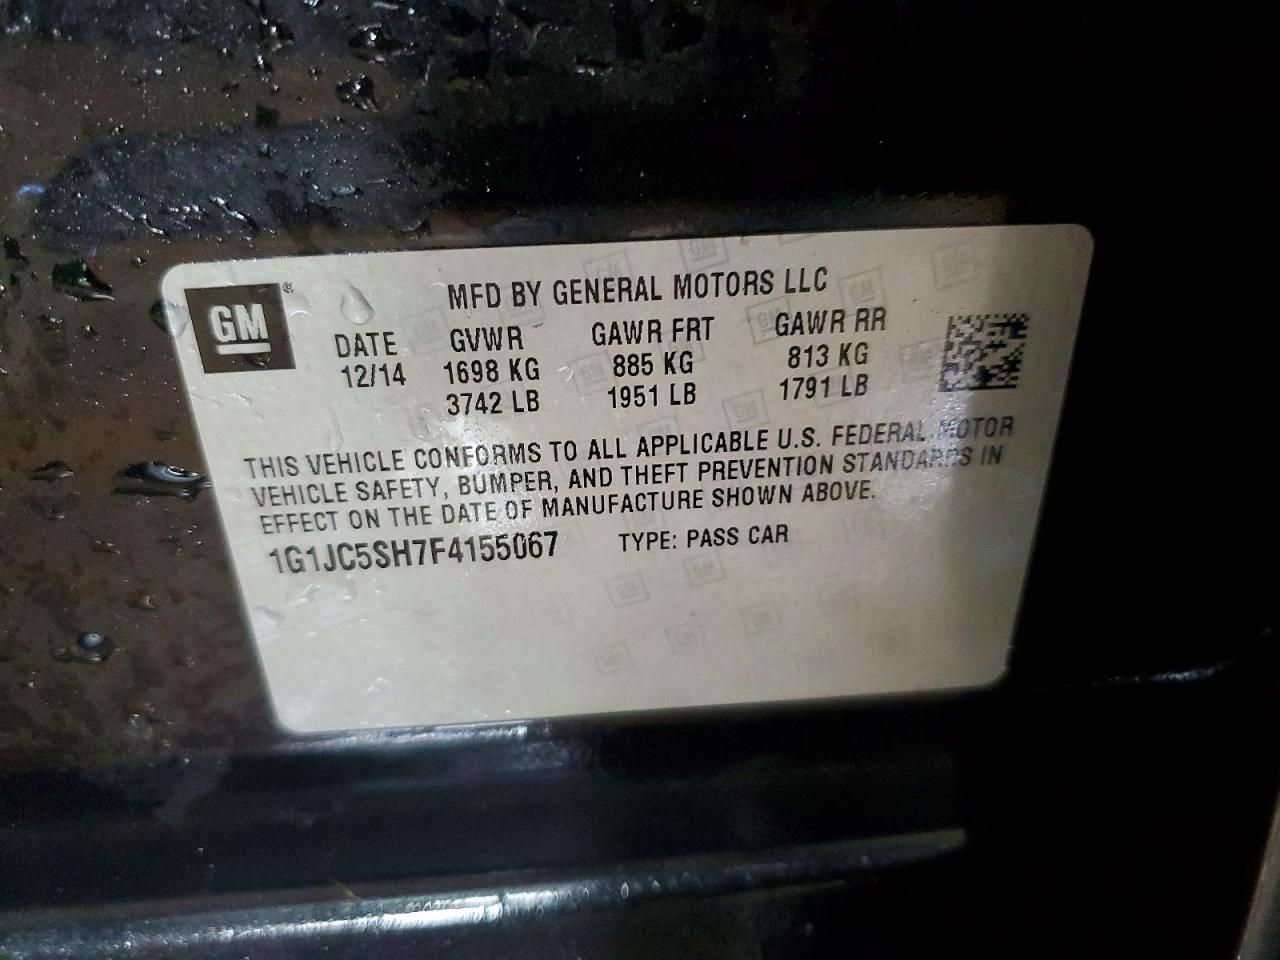 GM®
MFD BY GENERAL MOTORS LLC
DATE GVWR GAWR FRT GAWR RR
12/14 1698 KG 885 KG 813 KG
3742 LB 1951 LB 1791 LB
THIS VEHICLE CONFORMS TO ALL APPLICABLE U.S. FEDERAL MOTOR
VEHICLE SAFETY, BUMPER, AND THEFT PREVENTION STANDARDS IN
EFFECT ON THE DATE OF MANUFACTURE SHOWN ABOVE.
1G1JC5SH7F4155067 TYPE: PASS CAR